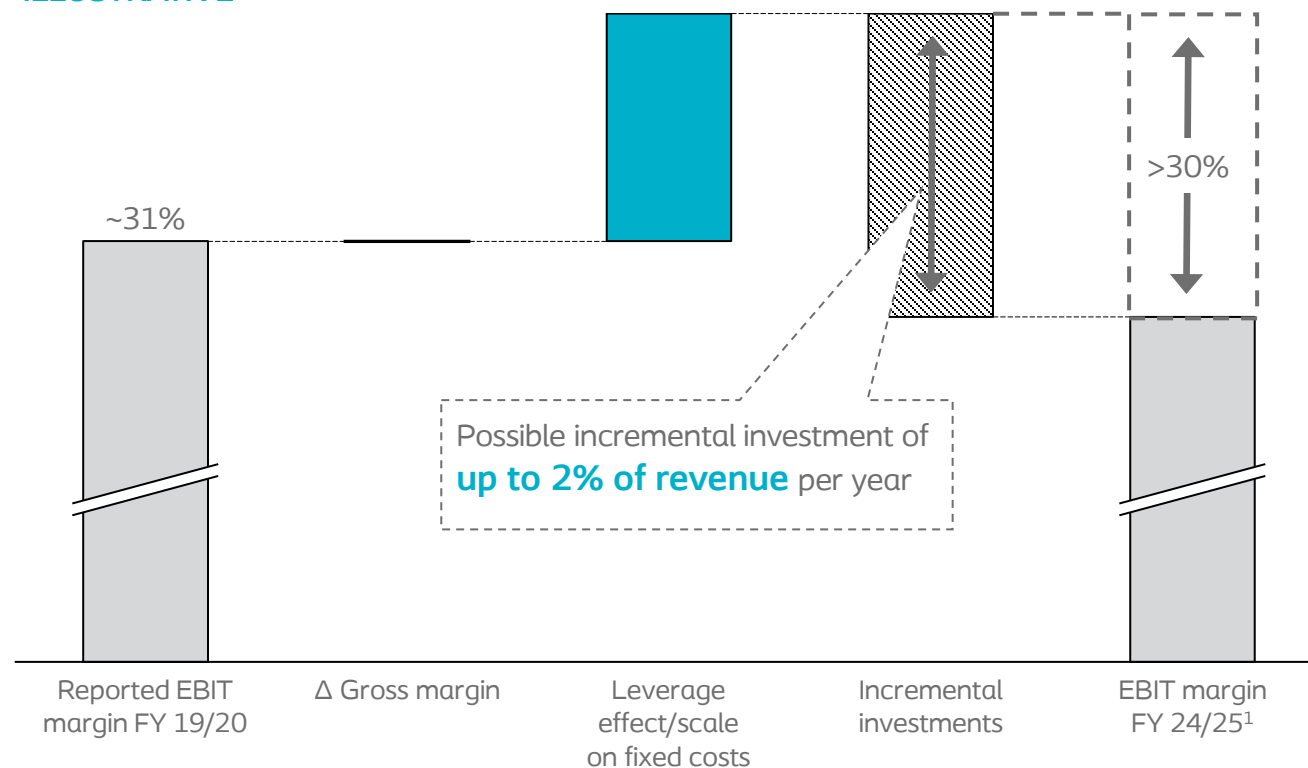 ~31%
>30%
Possible incremental investment of
up to 2% of revenue per year
Reported EBIT
margin FY 19/20
Δ Gross margin
Leverage
effect/scale
on fixed costs
Incremental
investments
EBIT margin
FY 24/25¹